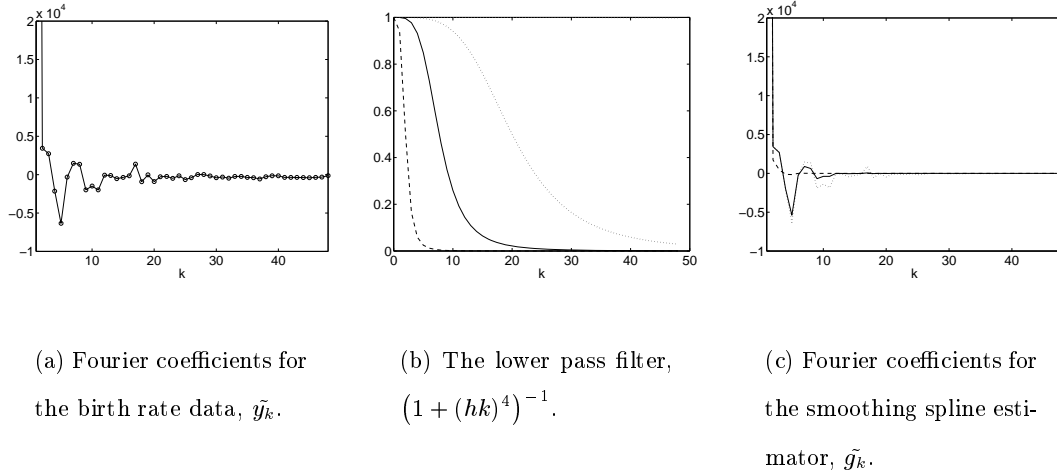 x 10^4
2
1.5
1
0.5
0
−0.5
−1
10
20
30
40
k
1
0.8
0.6
0.4
0.2
0
0
10
20
30
40
50
k
x 10^4
2
1.5
1
0.5
0
−0.5
−1
10
20
30
40
k
(a) Fourier coefficients for
the birth rate data, ỹ_k.
(b) The lower pass filter,
(1 + (hk)^4)^{-1}.
(c) Fourier coefficients for
the smoothing spline esti-
mator, g̃_k.